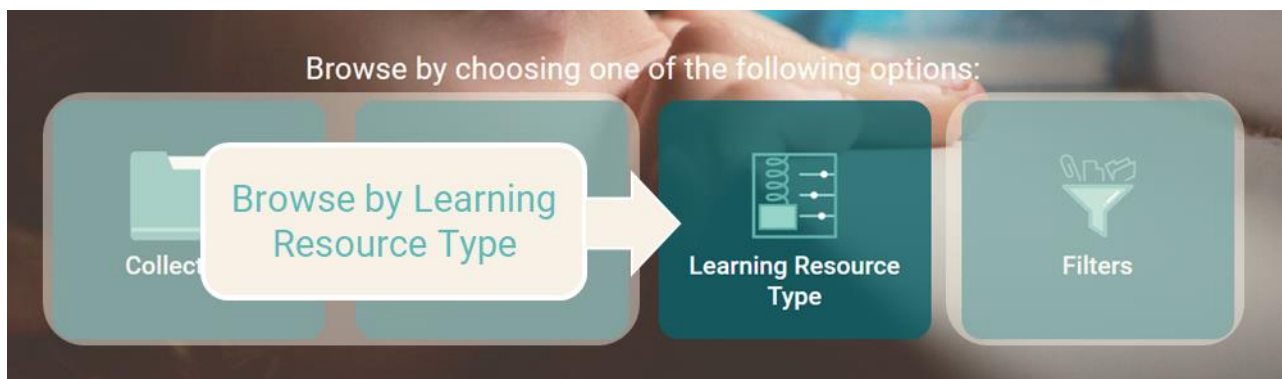 Browse by choosing one of the following options:
Browse by Learning
Resource Type
Learning Resource
Type
Filters